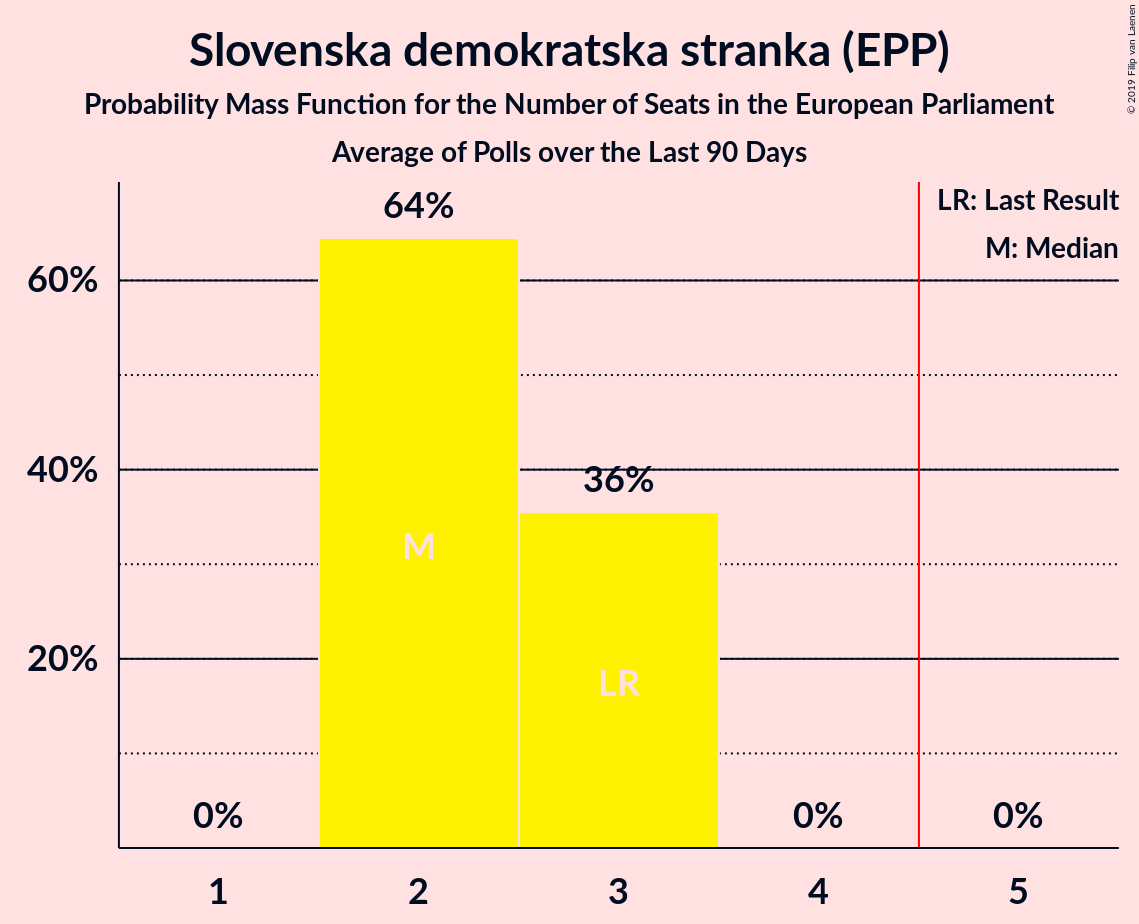 Slovenska demokratska stranka (EPP)
Probability Mass Function for the Number of Seats in the European Parliament
Average of Polls over the Last 90 Days
© 2019 Filip van Laenen
LR: Last Result
M: Median
64%
60%
40%
36%
M
20%
LR
0%
0%
0%
1
2
3
4
5